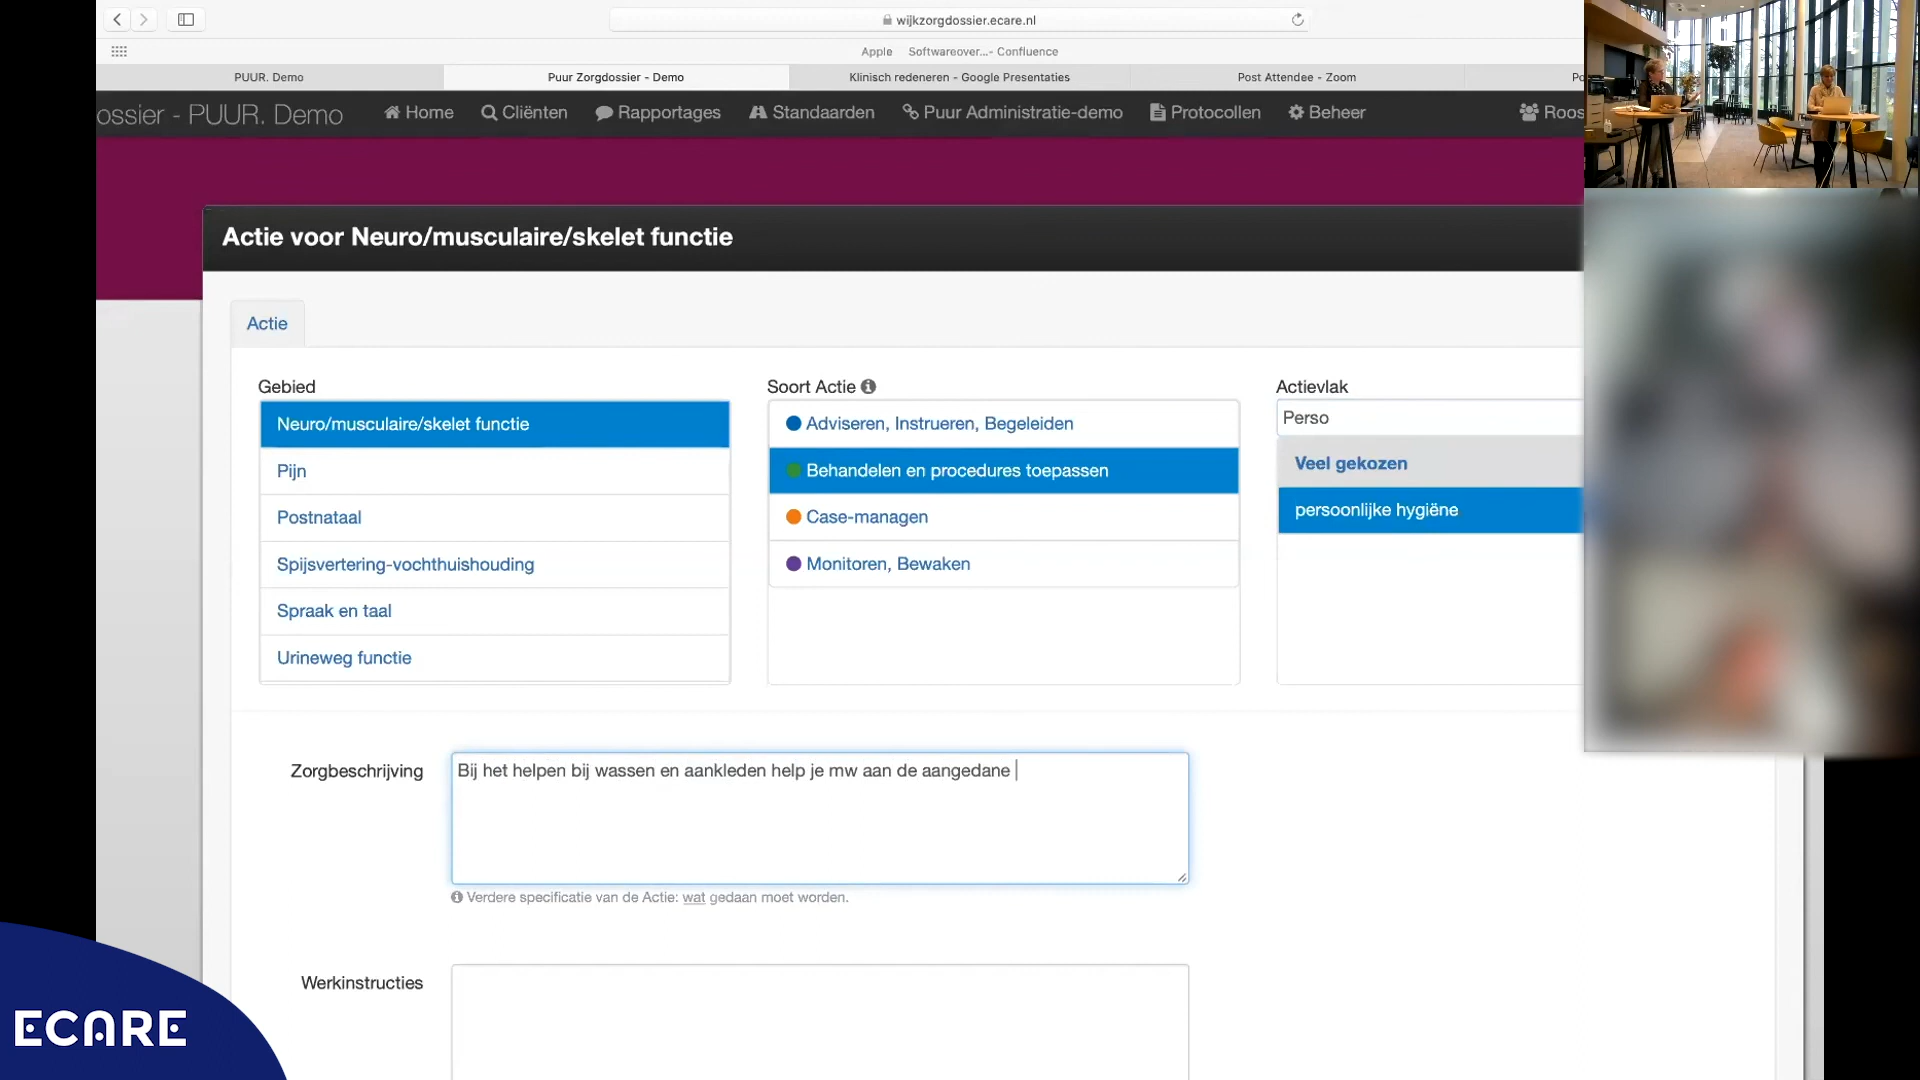 wijkzorgdossier.ecare.nl
Apple Softwareover...- Confluence
PUUR. Demo
Puur Zorgdossier - Demo
Klinisch redeneren - Google Presentaties
Post Attendee - Zoom
Po
ossier - PUUR. Demo
Home
Cliënten
Rapportages
Standaarden
Puur Administratie-demo
Protocollen
Beheer
Roos
Actie voor Neuro/musculaire/skelet functie
Actie
Gebied
Neuro/musculaire/skelet functie
Pijn
Postnataal
Spijsvertering-vochthuishouding
Spraak en taal
Urineweg functie
Soort Actie
Adviseren, Instrueren, Begeleiden
Behandelen en procedures toepassen
Case-managen
Monitoren, Bewaken
Actievlak
Perso
Veel gekozen
persoonlijke hygiëne
Zorgbeschrijving
Bij het helpen bij wassen en aankleden help je mw aan de aangedane
Verdere specificatie van de Actie: wat gedaan moet worden.
Werkinstructies
ECARE